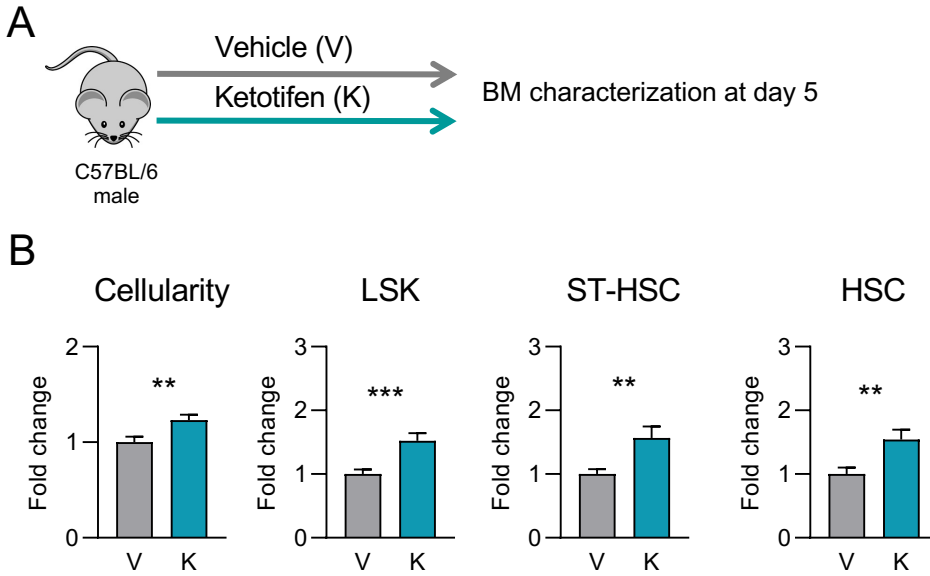 A
Vehicle (V)
Ketotifen (K)
BM characterization at day 5
C57BL/6
male
B
Cellularity
Fold change
2
1
0
**
V K
LSK
Fold change
3
2
1
0
***
V K
ST-HSC
Fold change
3
2
1
0
**
V K
HSC
Fold change
3
2
1
0
**
V K